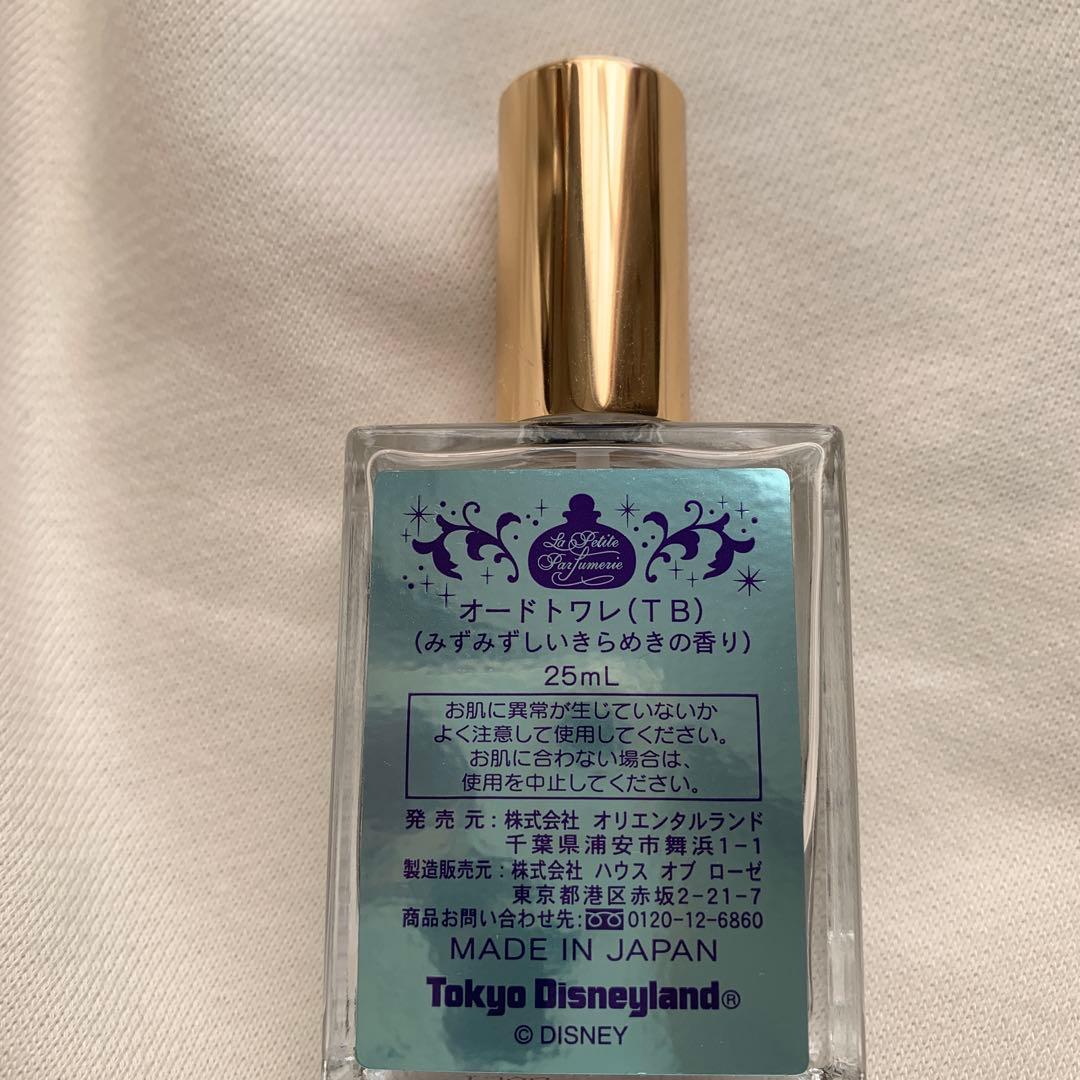 La Petite
Parfumerie
オードトワレ(TB)
(みずみずしいきらめきの香り)
25mL
お肌に異常が生じていないか
よく注意して使用してください。
お肌に合わない場合は、
使用を中止してください。
発売元:株式会社 オリエンタルランド
千葉県浦安市舞浜1-1
製造販売元:株式会社 ハウス オブ ローゼ
東京都港区赤坂2-21-7
商品お問い合わせ先:0120-12-6860
MADE IN JAPAN
Tokyo Disneyland®
© DISNEY